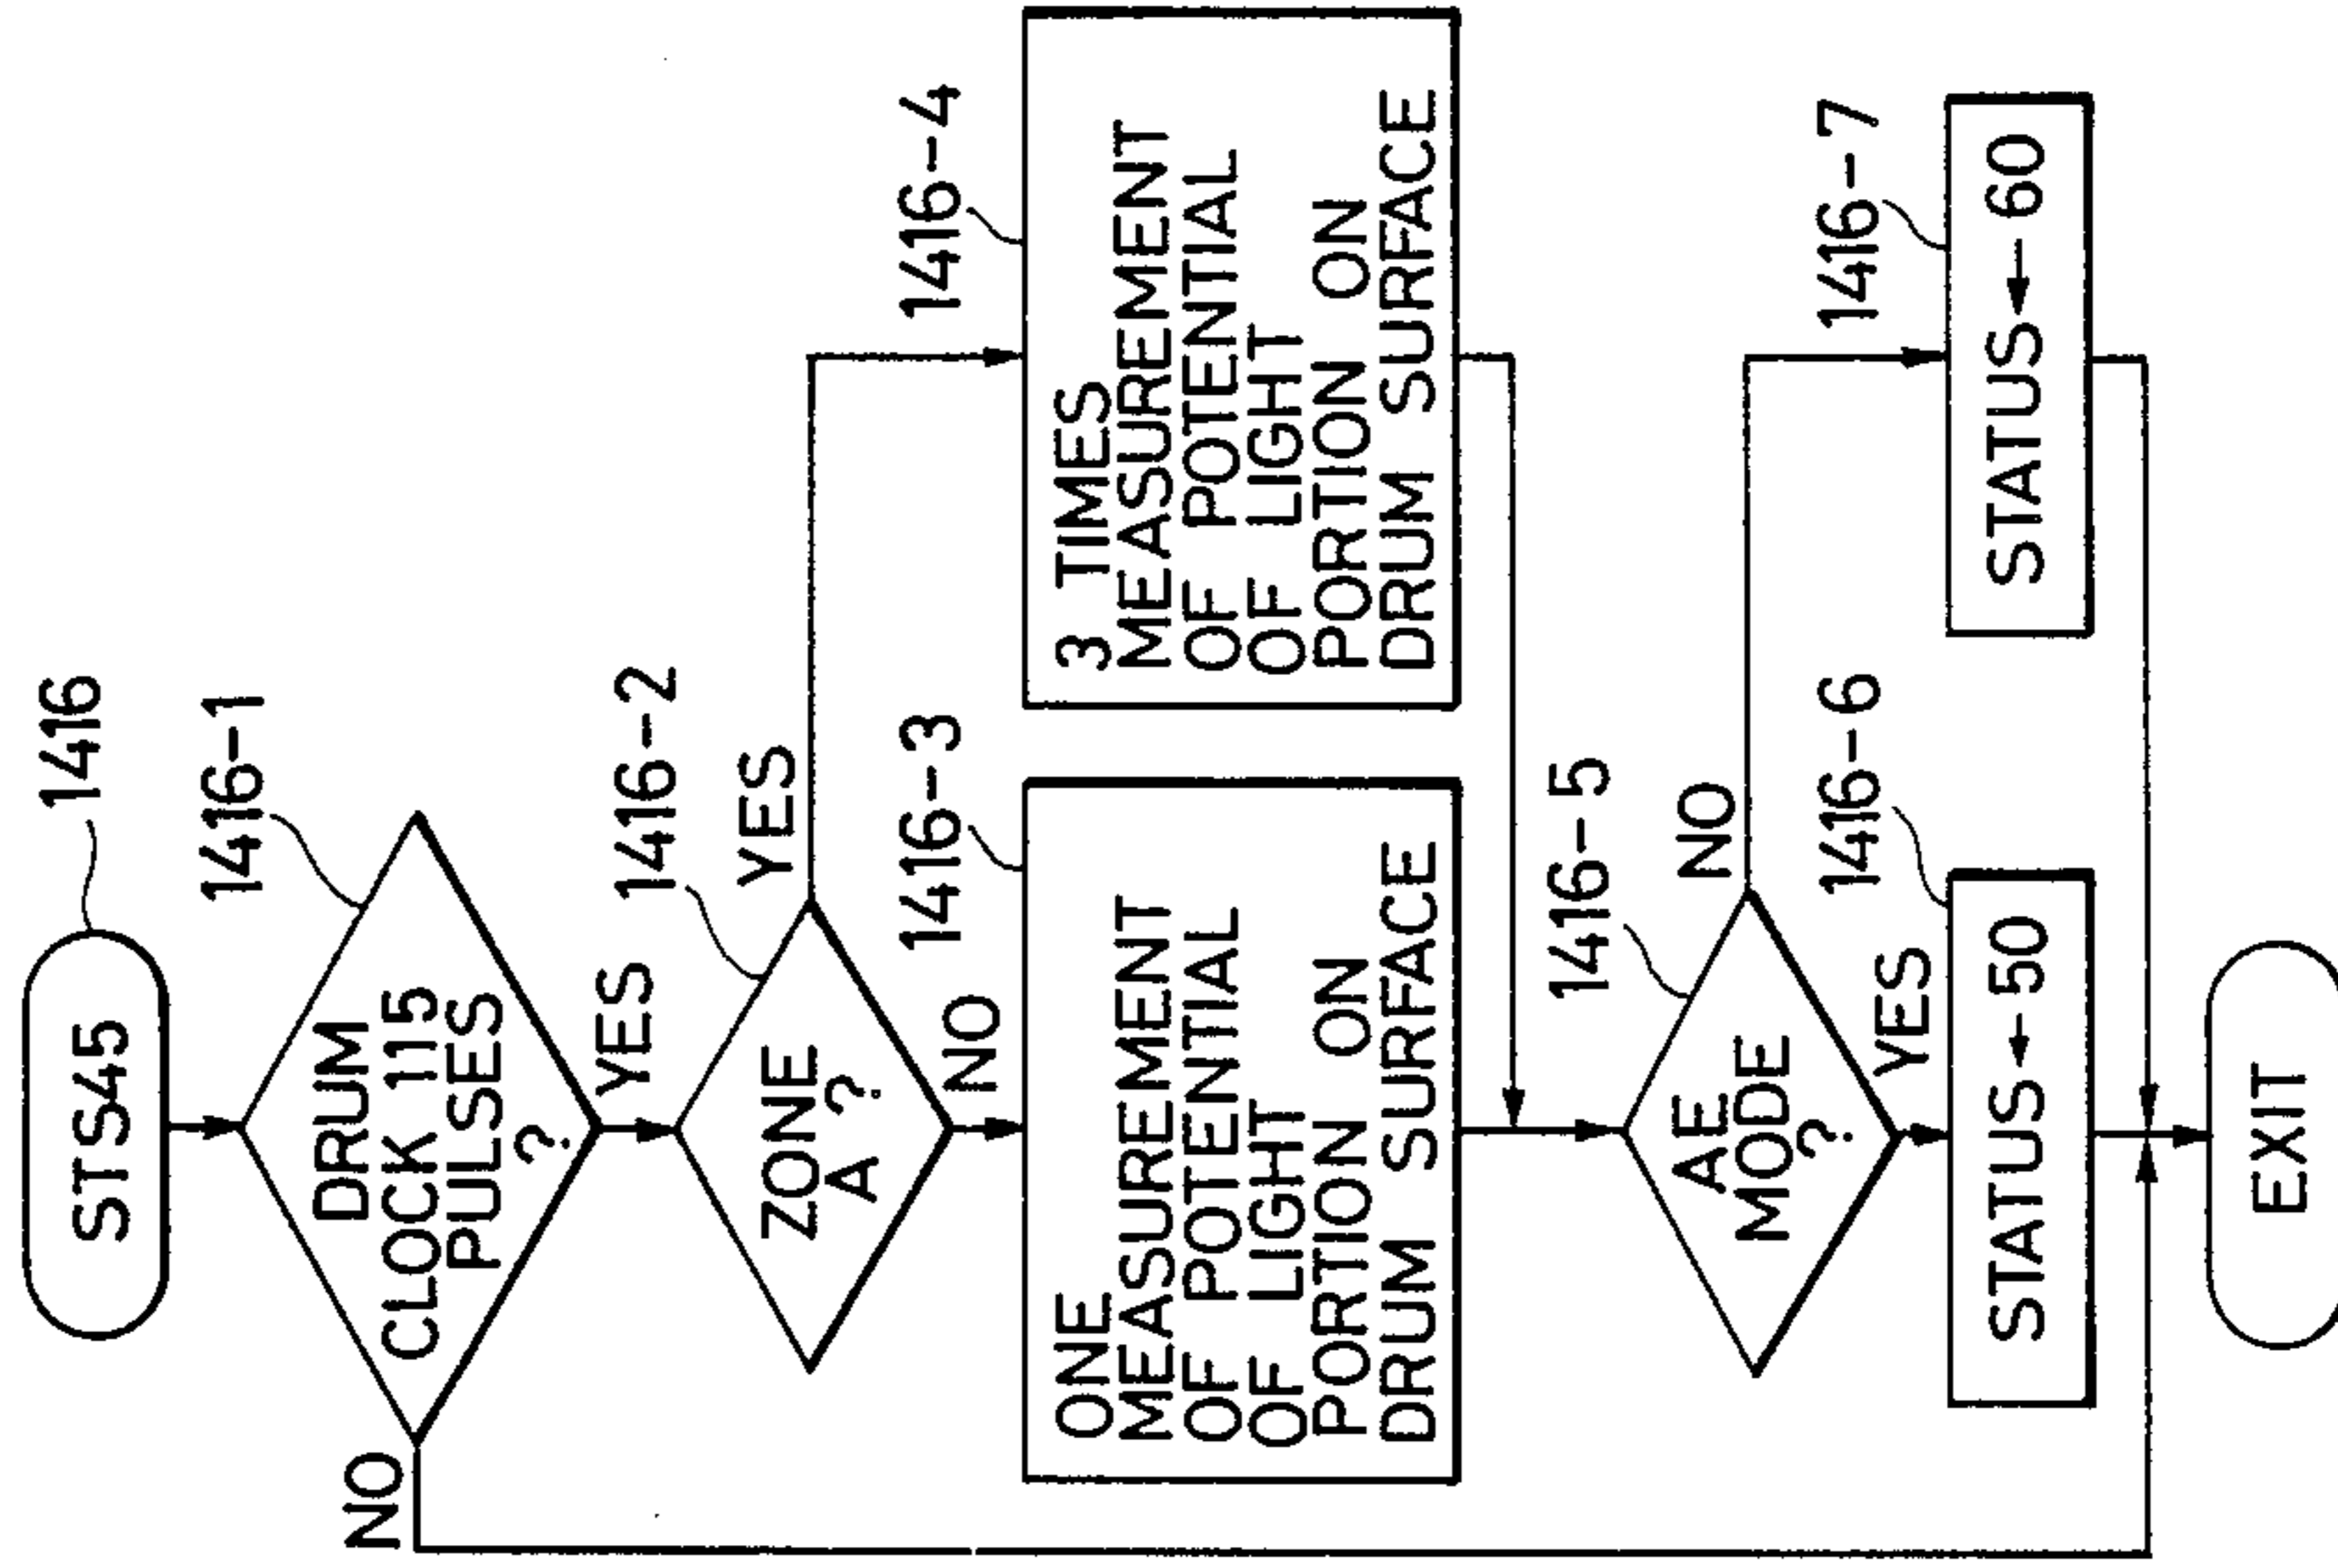 1416
STS45
1416-1
DRUM
CLOCK 115
PULSES
?
NO
YES
1416-2
ZONE
A ?
YES
NO
1416-3
ONE
MEASUREMENT
OF POTENTIAL
OF LIGHT
PORTION ON
DRUM SURFACE
1416-4
3 TIMES
MEASUREMENT
OF POTENTIAL
OF LIGHT
PORTION ON
DRUM SURFACE
1416-5
AE
MODE
?
NO
YES
1416-6
STATUS ← 50
1416-7
STATUS ← 60
EXIT